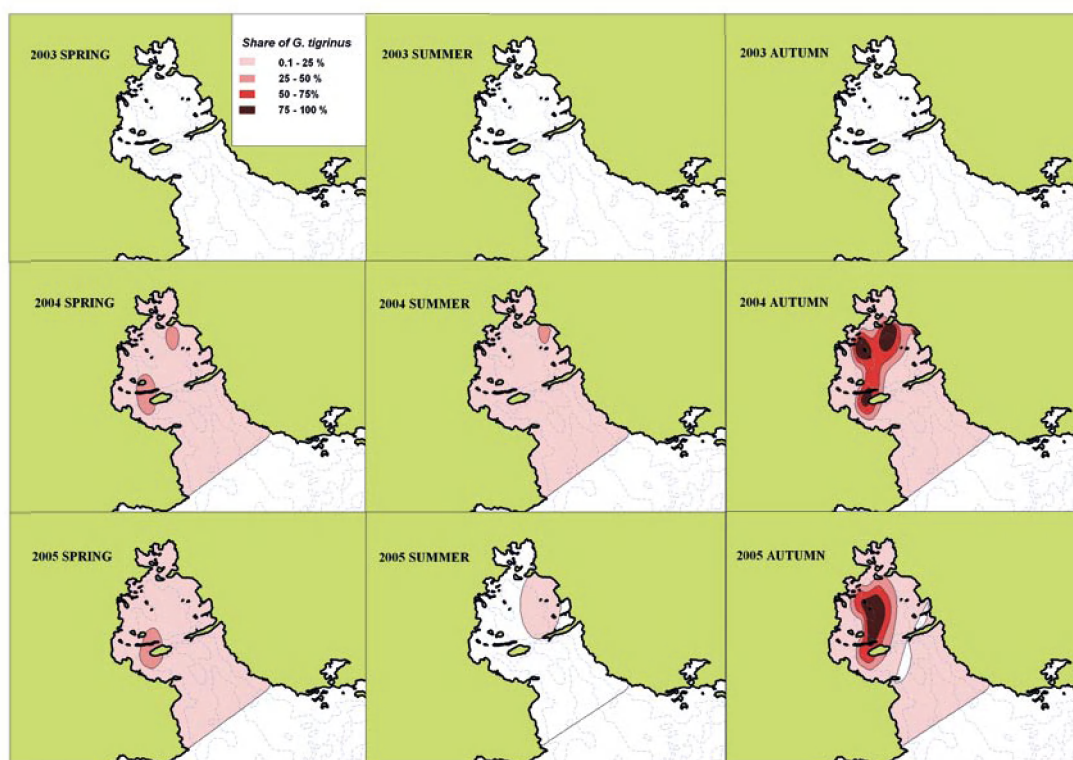 2003 SPRING
Share of G. tigrinus
0.1 - 25 %
25 - 50 %
50 - 75%
75 - 100 %
2003 SUMMER
2003 AUTUMN
2004 SPRING
2004 SUMMER
2004 AUTUMN
2005 SPRING
2005 SUMMER
2005 AUTUMN